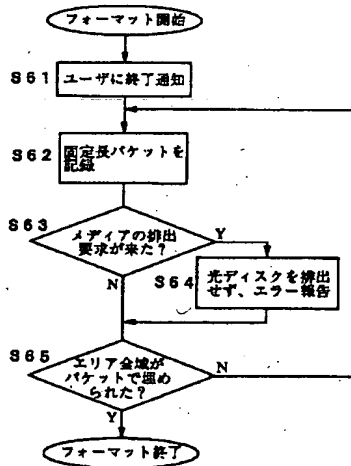 フォーマット開始
S61
ユーザに終了通知
S62
固定長パケットを
記録
S63
メディアの排出
要求が来た?
Y
N
S64
光ディスクを排出
せず、エラー報告
S65
エリア全域が
パケットで埋め
られた?
N
Y
フォーマット終了